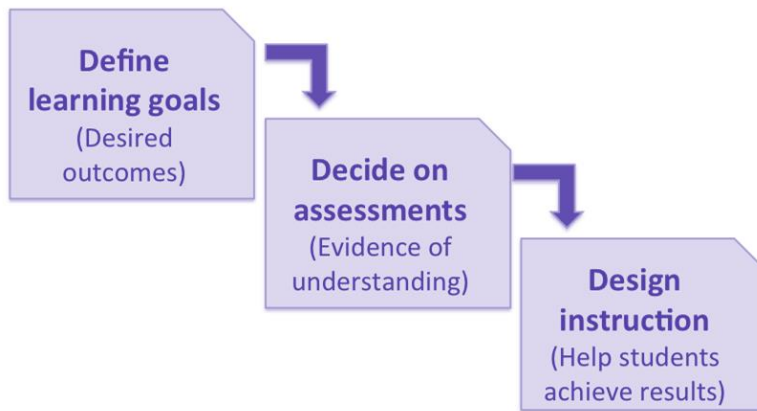 Define
learning goals
(Desired
outcomes)
Decide on
assessments
(Evidence of
understanding)
Design
instruction
(Help students
achieve results)